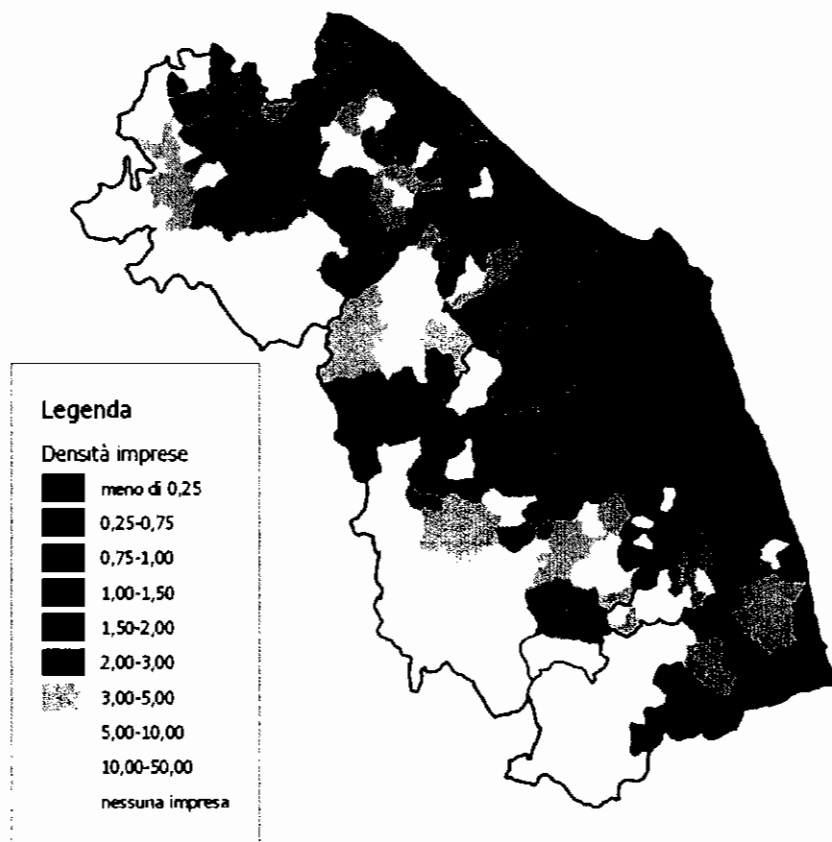 Legenda
Densità imprese
meno di 0,25
0,25-0,75
0,75-1,00
1,00-1,50
1,50-2,00
2,00-3,00
3,00-5,00
5,00-10,00
10,00-50,00
nessuna impresa